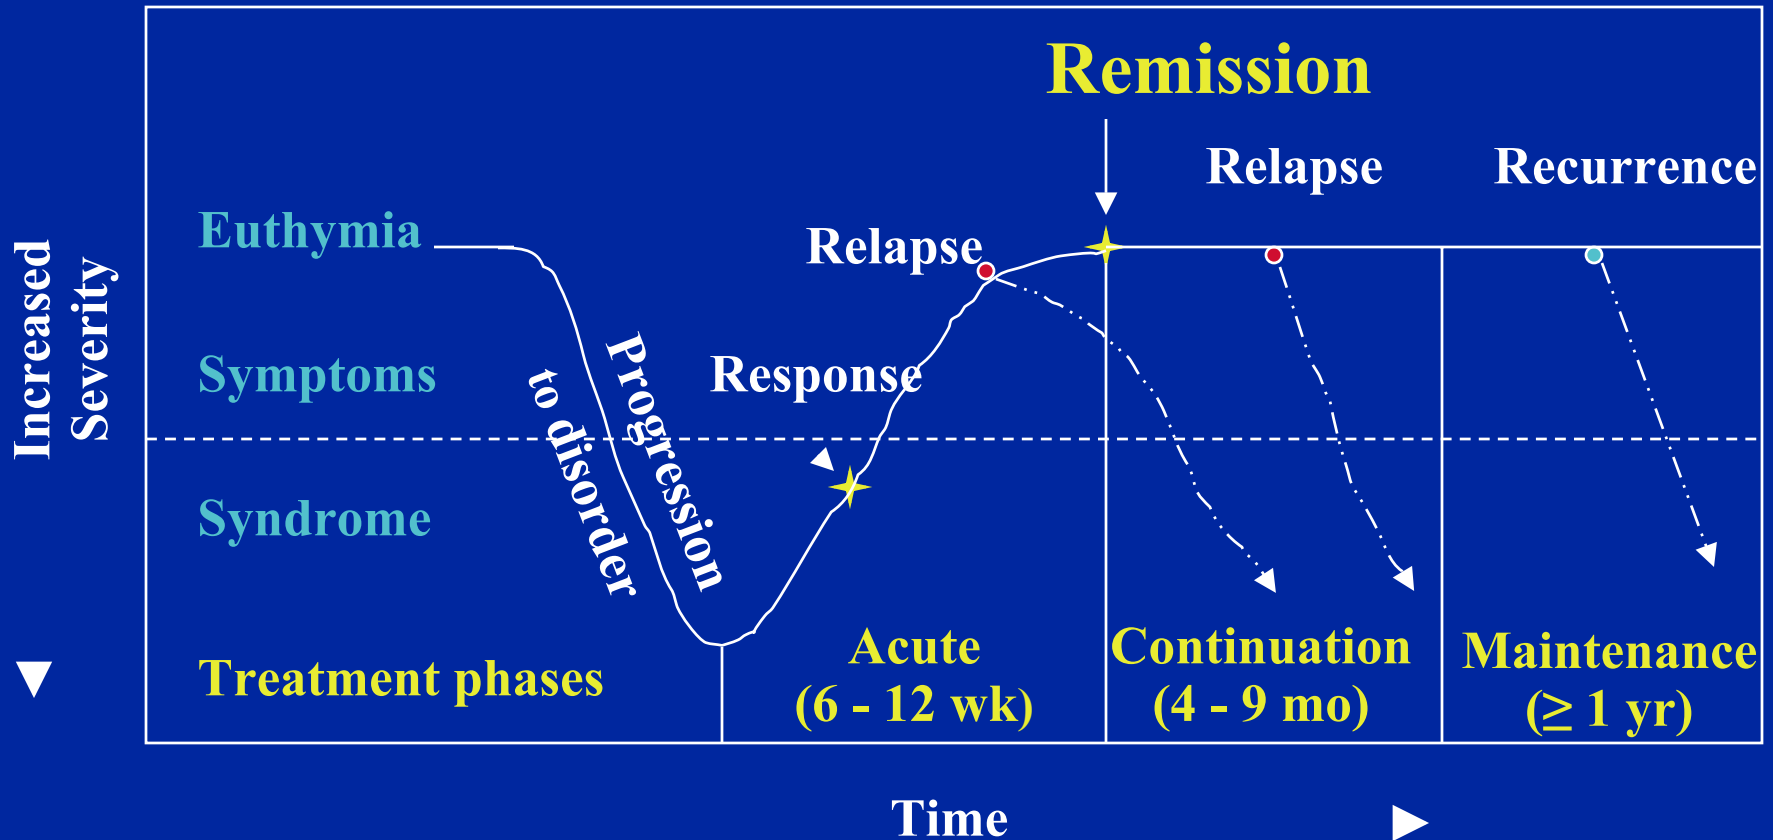 Remission
Relapse
Recurrence
Euthymia
Relapse
Increased
Severity
Symptoms
Response
Progression
to disorder
Syndrome
Treatment phases
Acute
(6 - 12 wk)
Continuation
(4 - 9 mo)
Maintenance
(≥ 1 yr)
Time